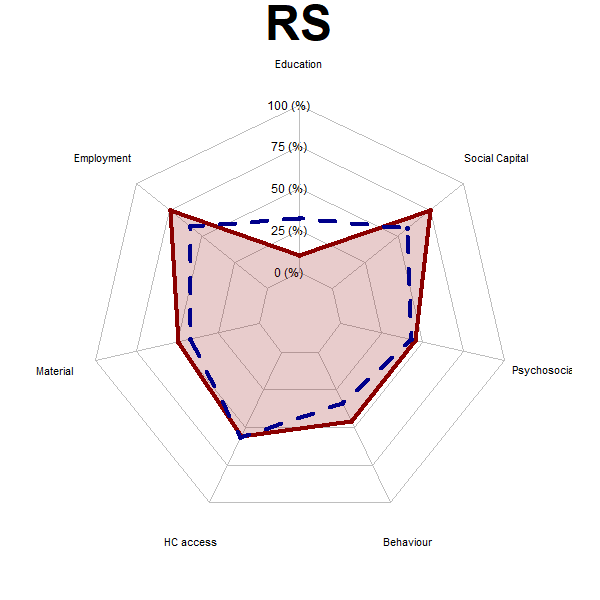 RS
Education
100 (%)
Employment
Social Capital
75 (%)
50 (%)
25 (%)
0 (%)
Material
Psychosocia
HC access
Behaviour